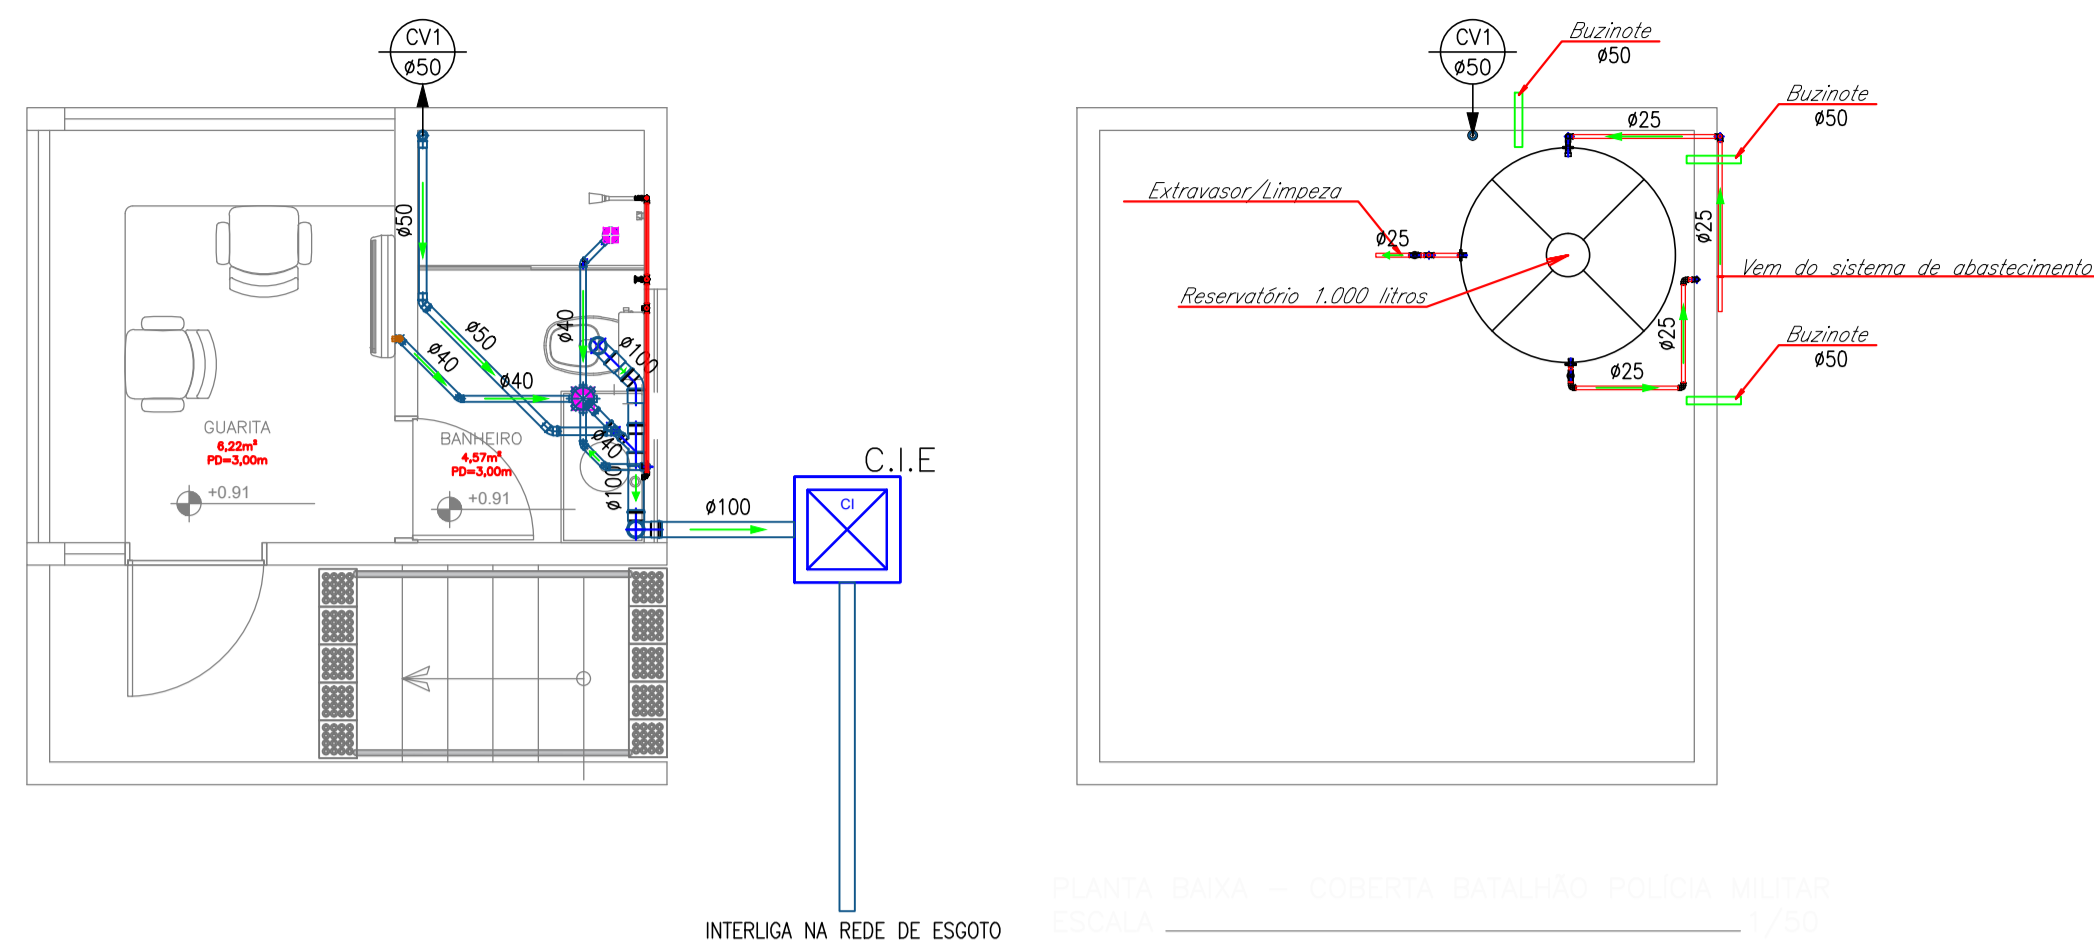 CV1
ø50
ø50
ø50
ø40
ø40
ø40
ø100
ø40
ø100
GUARITA
6,22m²
PD=3,00m
+0.91
BANHEIRO
4,57m²
PD=3,00m
+0.91
ø100
C.I.E
CI
INTERLIGA NA REDE DE ESGOTO
CV1
ø50
Buzinote
ø50
Buzinote
ø50
ø25
ø25
Extravasor/Limpeza
ø25
Reservatório 1.000 litros
Vem do sistema de abastecimento
ø25
ø25
Buzinote
ø50
PLANTA BAIXA – COBERTA BATALHÃO POLÍCIA MILITAR
ESCALA 1/50